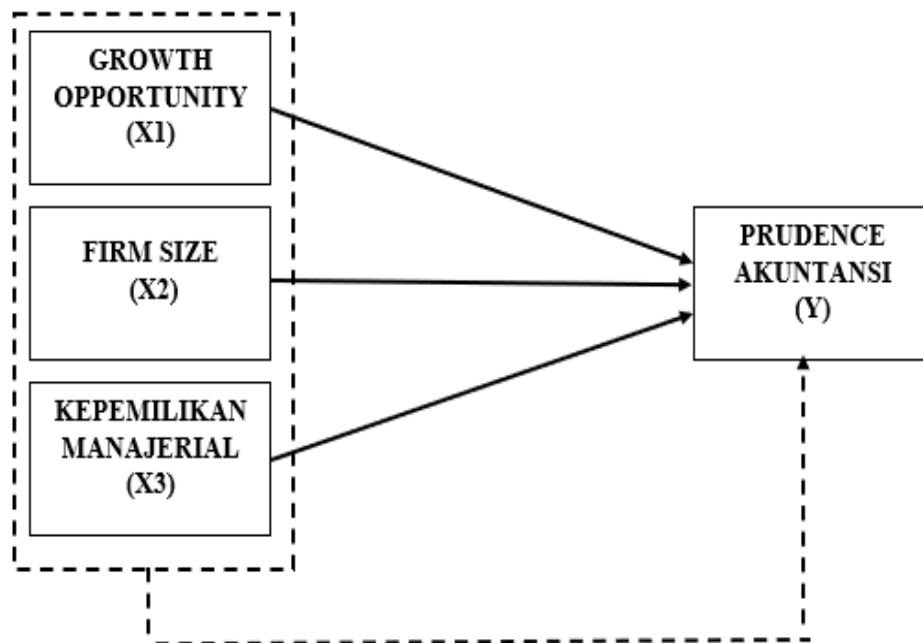 GROWTH
OPPORTUNITY
(X1)
FIRM SIZE
(X2)
KEPEMILIKAN
MANAJERIAL
(X3)
PRUDENCE
AKUNTANSI
(Y)